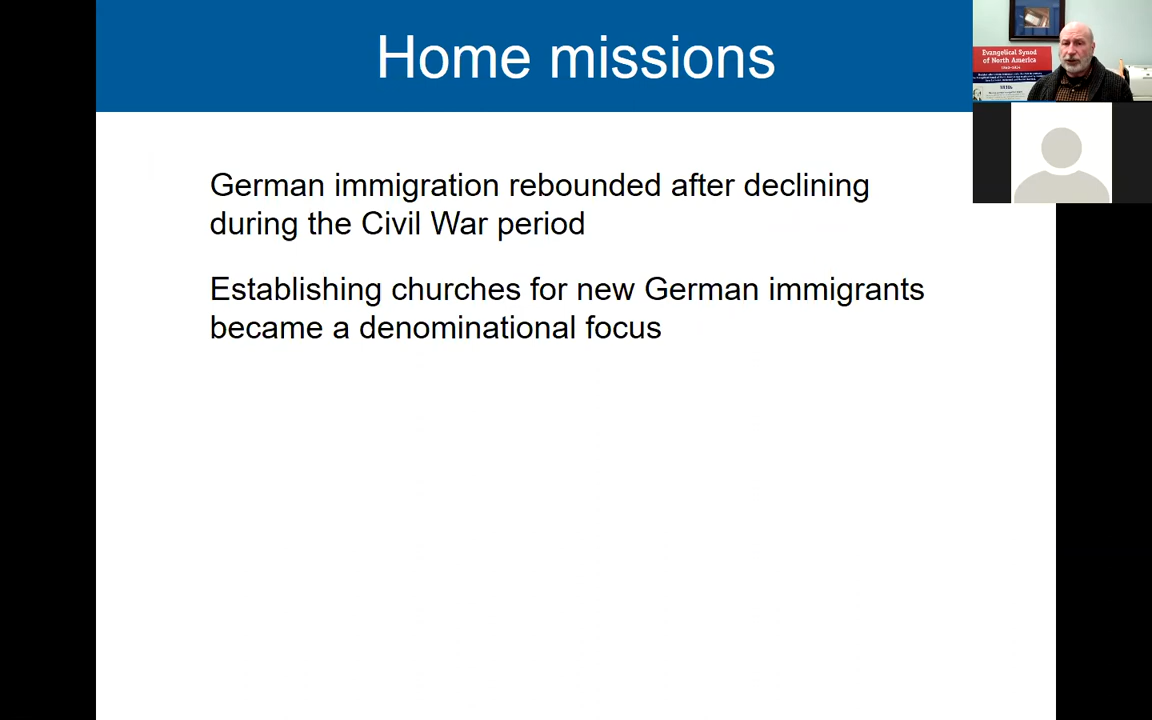 Home missions
German immigration rebounded after declining
during the Civil War period
Establishing churches for new German immigrants
became a denominational focus
Evangelical Synod
of North America